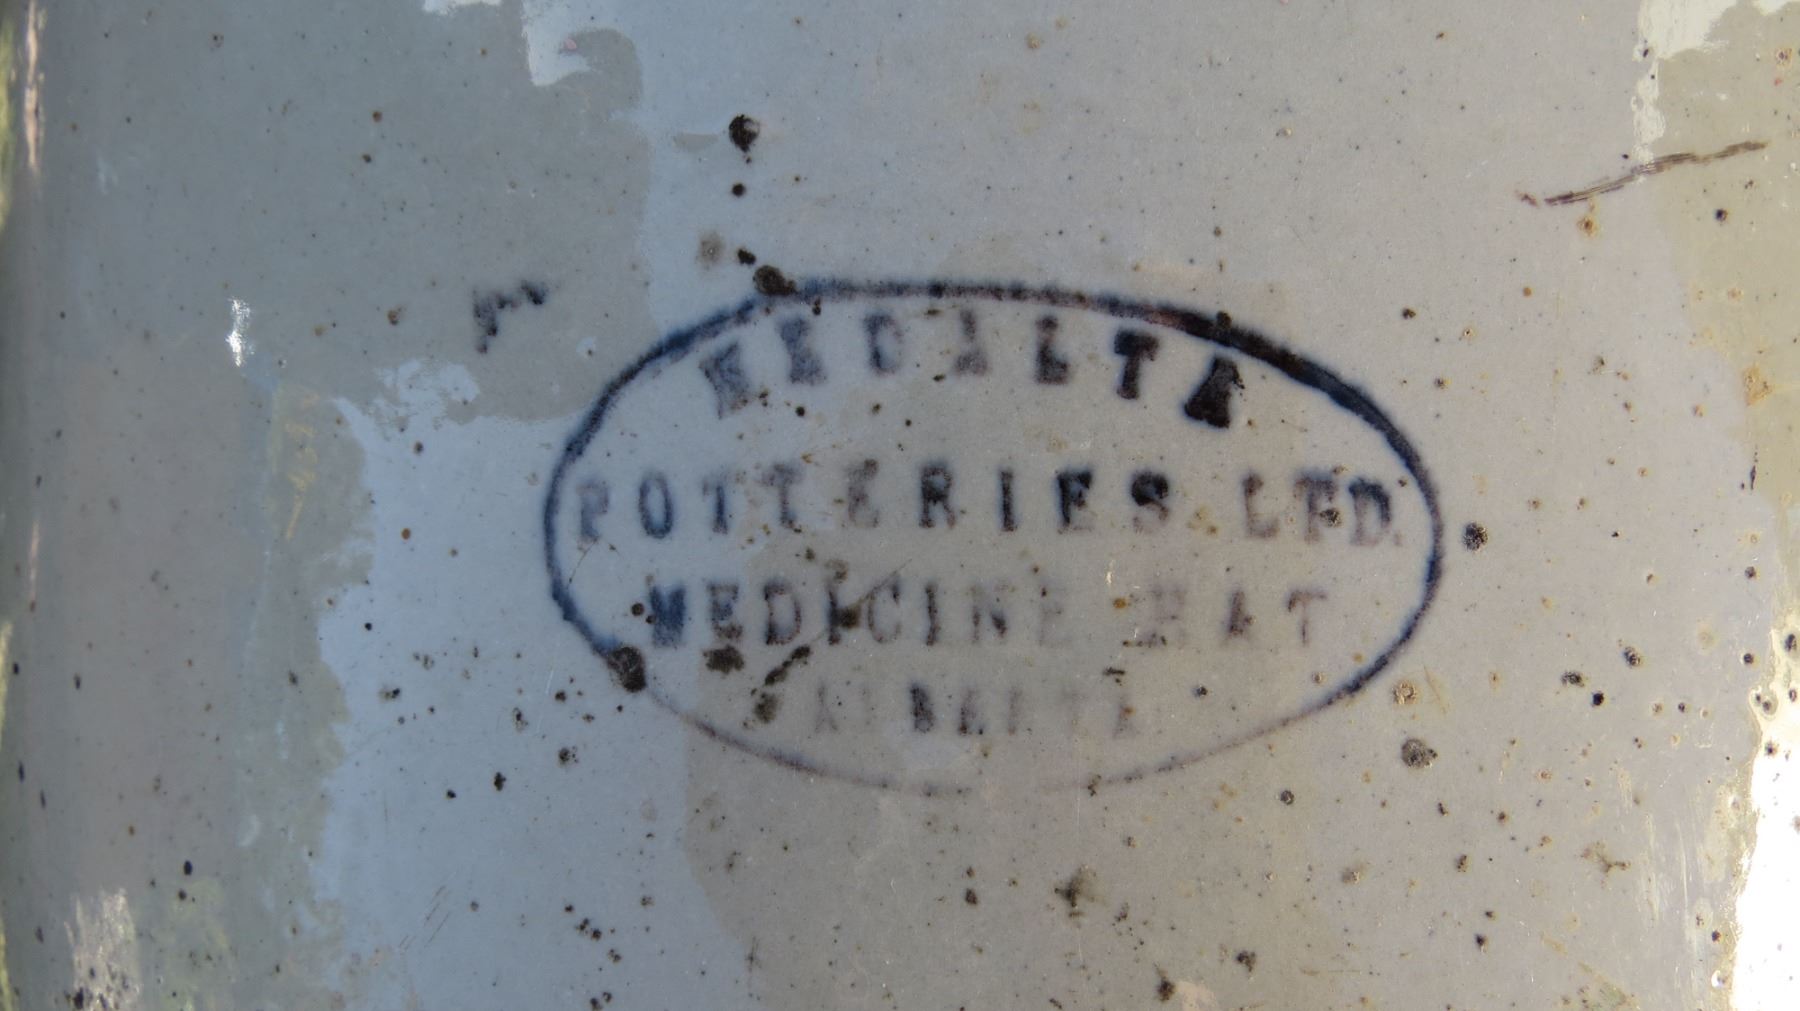 MEDALTA
POTTERIES LTD.
MEDICINE HAT
ALBERTA